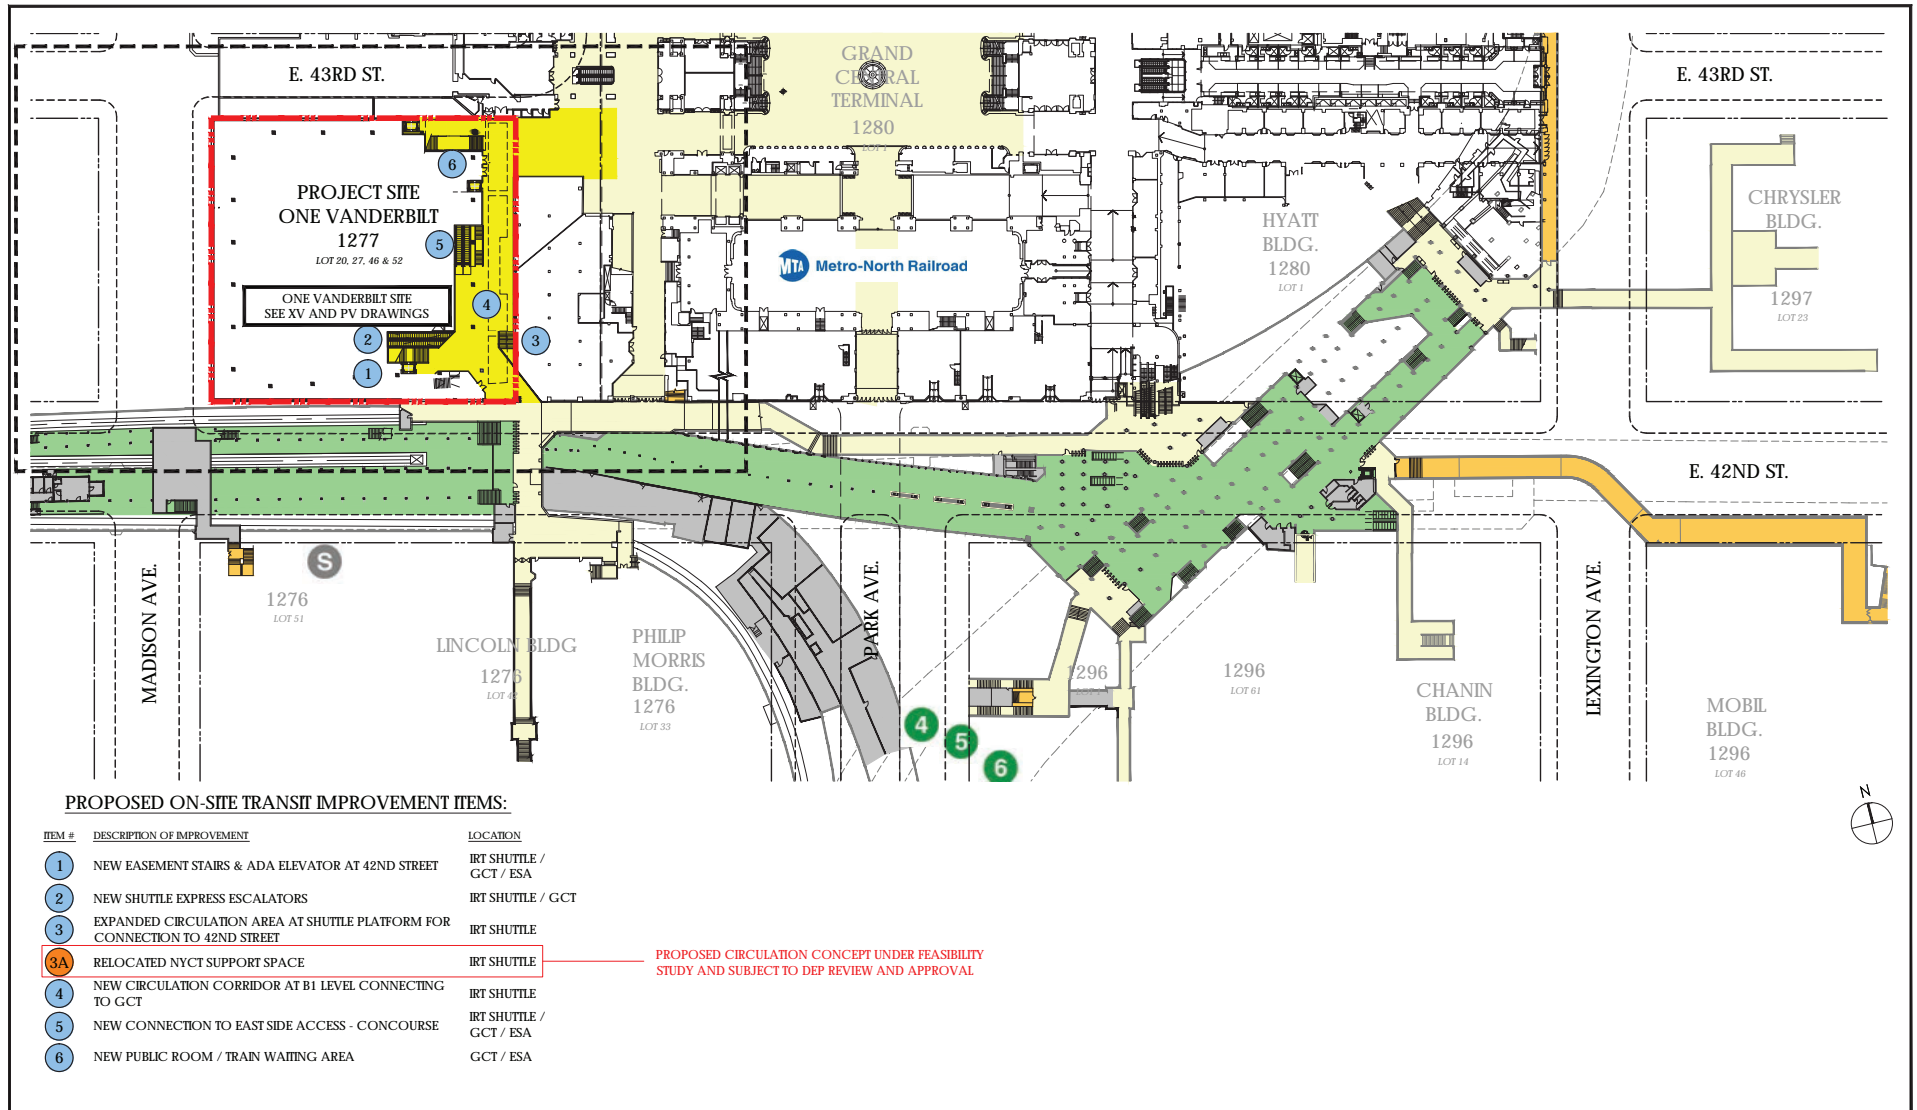 E. 43RD ST.
GRAND
CENTRAL
TERMINAL
1280
LOT 1
E. 43RD ST.
PROJECT SITE
ONE VANDERBILT
1277
LOT 20, 27, 46 & 52
ONE VANDERBILT SITE
SEE XV AND PV DRAWINGS
6
5
4
3
2
1
MTA Metro-North Railroad
HYATT
BLDG.
1280
LOT 1
CHRYSLER
BLDG.
1297
LOT 23
E. 42ND ST.
MADISON AVE.
S
1276
LOT 51
LINCOLN BLDG
1276
LOT 42
PHILIP
MORRIS
BLDG.
1276
LOT 33
PARK AVE.
4
5
6
1296
1296
LOT 61
CHANIN
BLDG.
1296
LOT 14
LEXINGTON AVE.
MOBIL
BLDG.
1296
LOT 46
N
PROPOSED ON-SITE TRANSIT IMPROVEMENT ITEMS:
ITEM # DESCRIPTION OF IMPROVEMENT LOCATION
1 NEW EASEMENT STAIRS & ADA ELEVATOR AT 42ND STREET IRT SHUTTLE /
GCT / ESA
2 NEW SHUTTLE EXPRESS ESCALATORS IRT SHUTTLE / GCT
3 EXPANDED CIRCULATION AREA AT SHUTTLE PLATFORM FOR
CONNECTION TO 42ND STREET IRT SHUTTLE
3A RELOCATED NYCT SUPPORT SPACE IRT SHUTTLE
PROPOSED CIRCULATION CONCEPT UNDER FEASIBILITY
STUDY AND SUBJECT TO DEP REVIEW AND APPROVAL
4 NEW CIRCULATION CORRIDOR AT B1 LEVEL CONNECTING
TO GCT IRT SHUTTLE
5 NEW CONNECTION TO EAST SIDE ACCESS - CONCOURSE IRT SHUTTLE /
GCT / ESA
6 NEW PUBLIC ROOM / TRAIN WAITING AREA GCT / ESA